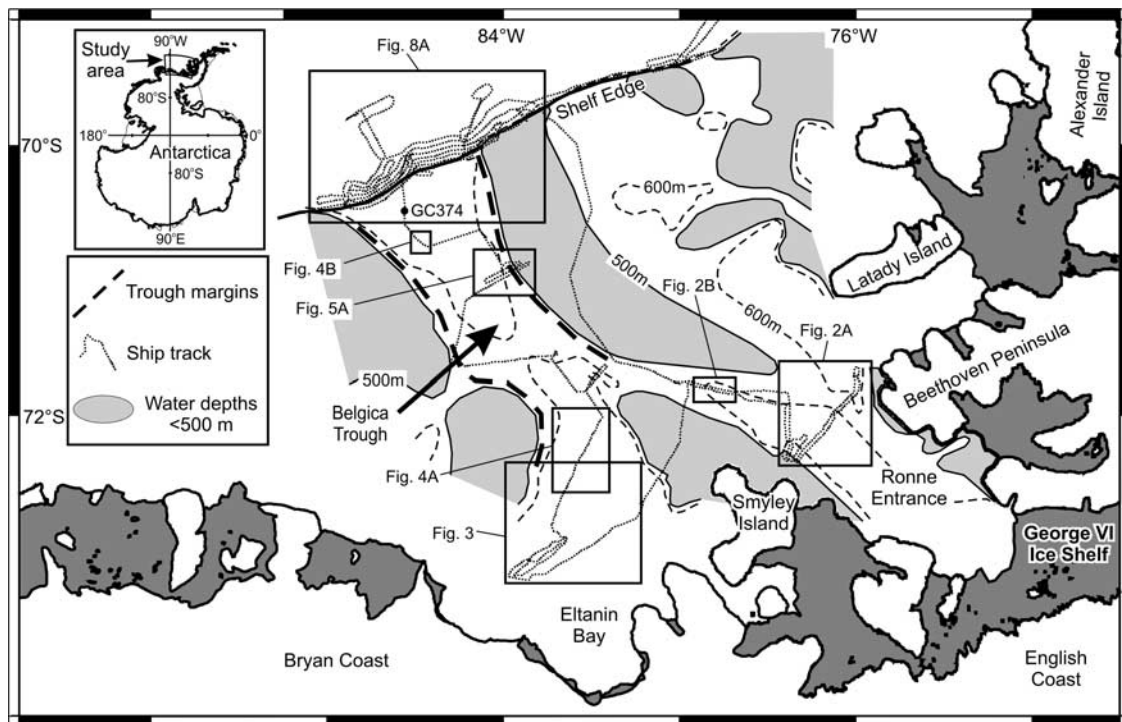 90°W
Study
area
80°S
180°
0°
Antarctica
80°S
90°E
Trough margins
Ship track
Water depths
<500 m
Fig. 8A
84°W
76°W
70°S
72°S
Shelf Edge
Alexander
Island
600m
GC374
Latady Island
Fig. 4B
500m
Fig. 2B
Fig. 5A
600m
Fig. 2A
Beethoven Peninsula
500m
Belgica
Trough
Fig. 4A
Ronne
Entrance
Smyley
Island
Fig. 3
George VI
Ice Shelf
Eltanin
Bay
Bryan Coast
English
Coast